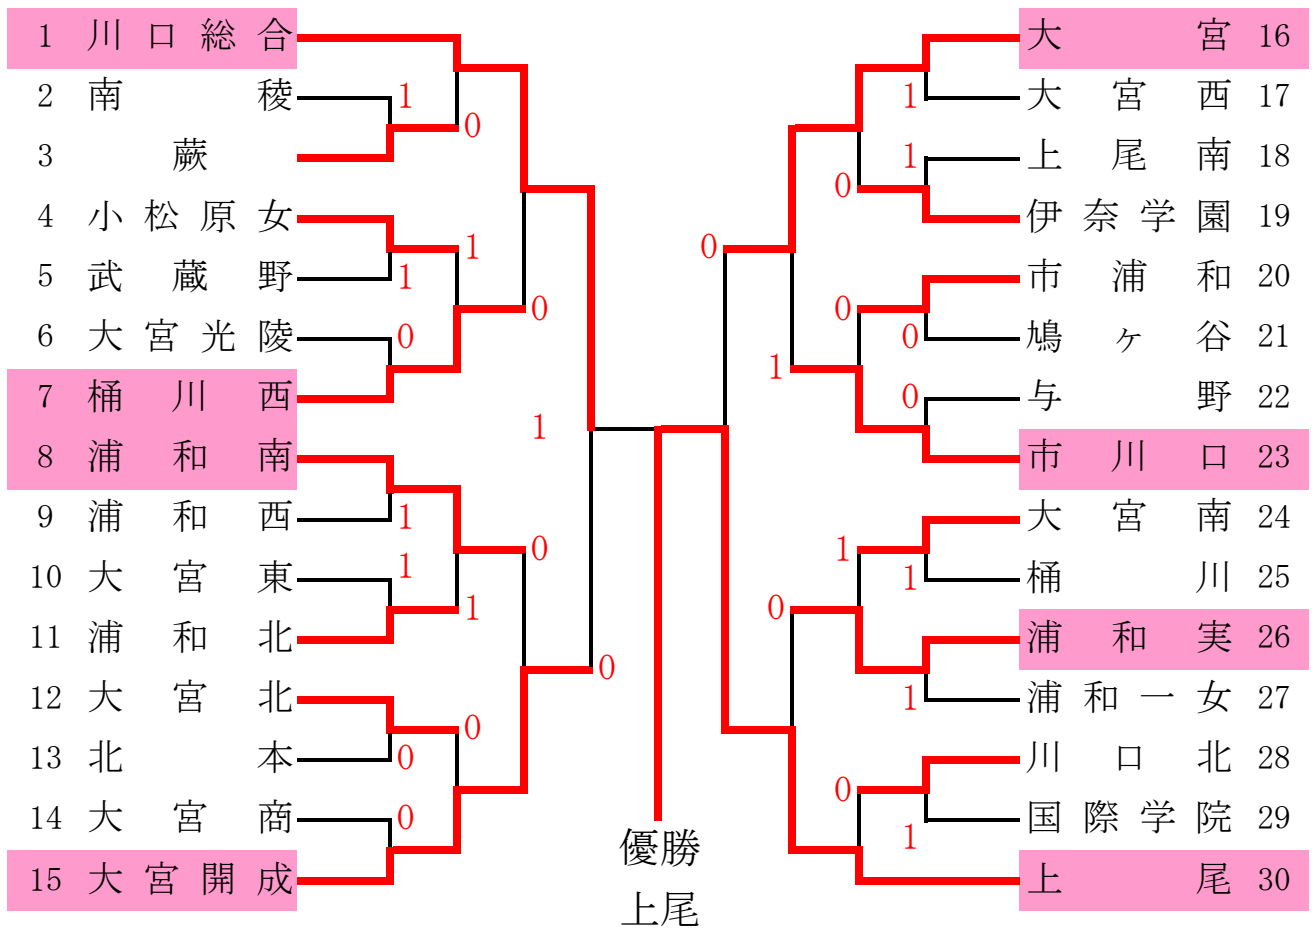 1 川口総合
2 南稜
3 蕨
4 小松原女
5 武蔵野
6 大宮光陵
7 桶川西
8 浦和南
9 浦和西
10 大宮東
11 浦和北
12 大宮北
13 北本
14 大宮商
15 大宮開成
1
0
1
1
0
0
1
0
1
1
1
0
0
0
0
優勝
上尾
0
1
1
0
0
0
1
0
1
1
0
1
0
1
大宮 16
大宮西 17
上尾南 18
伊奈学園 19
市浦和 20
鳩ヶ谷 21
与野 22
市川口 23
大宮南 24
桶川 25
浦和実 26
浦和一女 27
川口北 28
国際学院 29
上尾 30